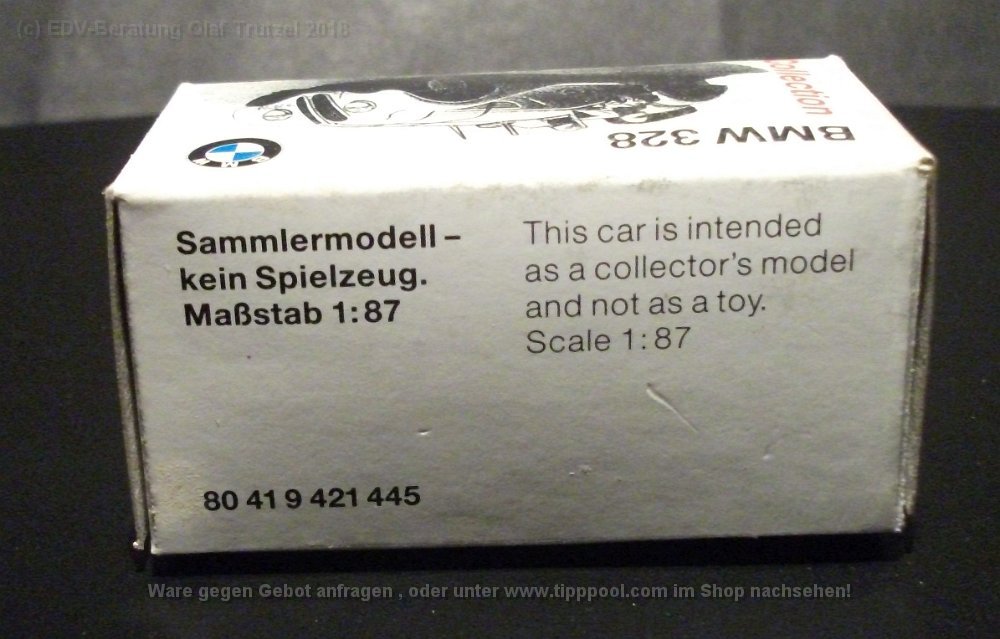 (c) EDV-Beratung Olaf Trutzel 2018
Collection
BMW 328
BMW
Sammlermodell –
kein Spielzeug.
Maßstab 1:87
This car is intended
as a collector's model
and not as a toy.
Scale 1:87
80 41 9 421 445
Ware gegen Gebot anfragen , oder unter www.tipppool.com im Shop nachsehen!